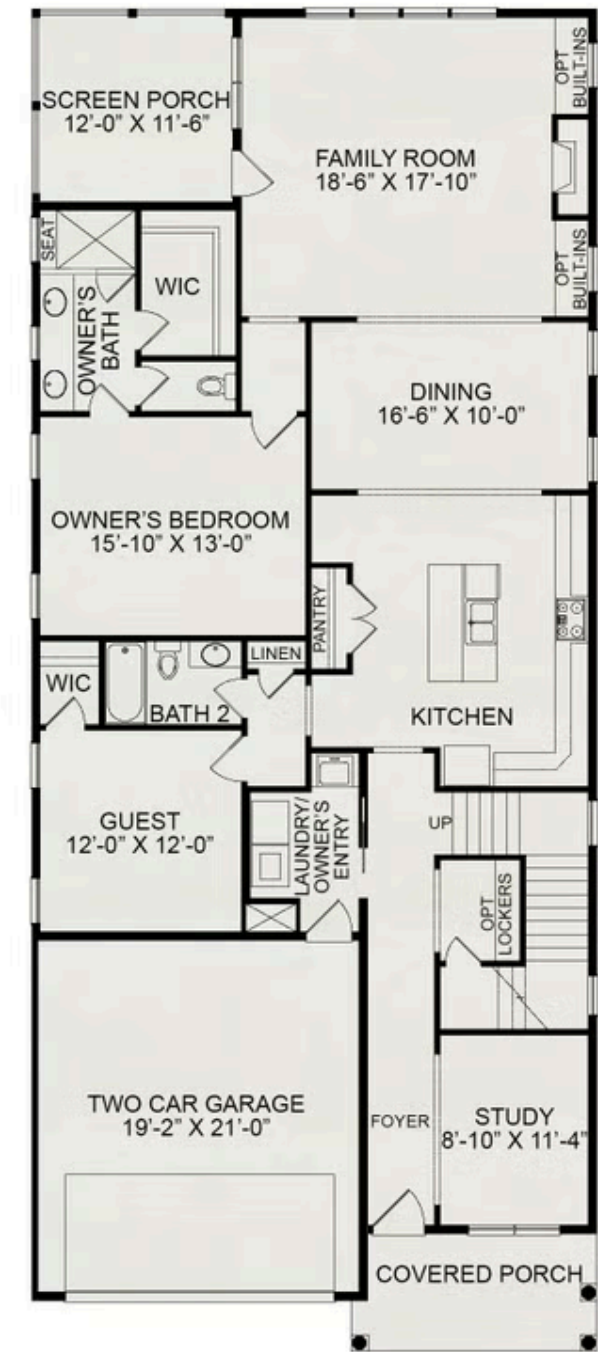 OPT
BUILT-INS
SCREEN PORCH
12'-0" X 11'-6"
FAMILY ROOM
18'-6" X 17'-10"
SEAT
WIC
OPT
BUILT-INS
OWNER'S
BATH
DINING
16'-6" X 10'-0"
OWNER'S BEDROOM
15'-10" X 13'-0"
PANTRY
LINEN
WIC
BATH 2
KITCHEN
GUEST
12'-0" X 12'-0"
LAUNDRY/
OWNER'S
ENTRY
UP
OPT
LOCKERS
TWO CAR GARAGE
19'-2" X 21'-0"
FOYER
STUDY
8'-10" X 11'-4"
COVERED PORCH